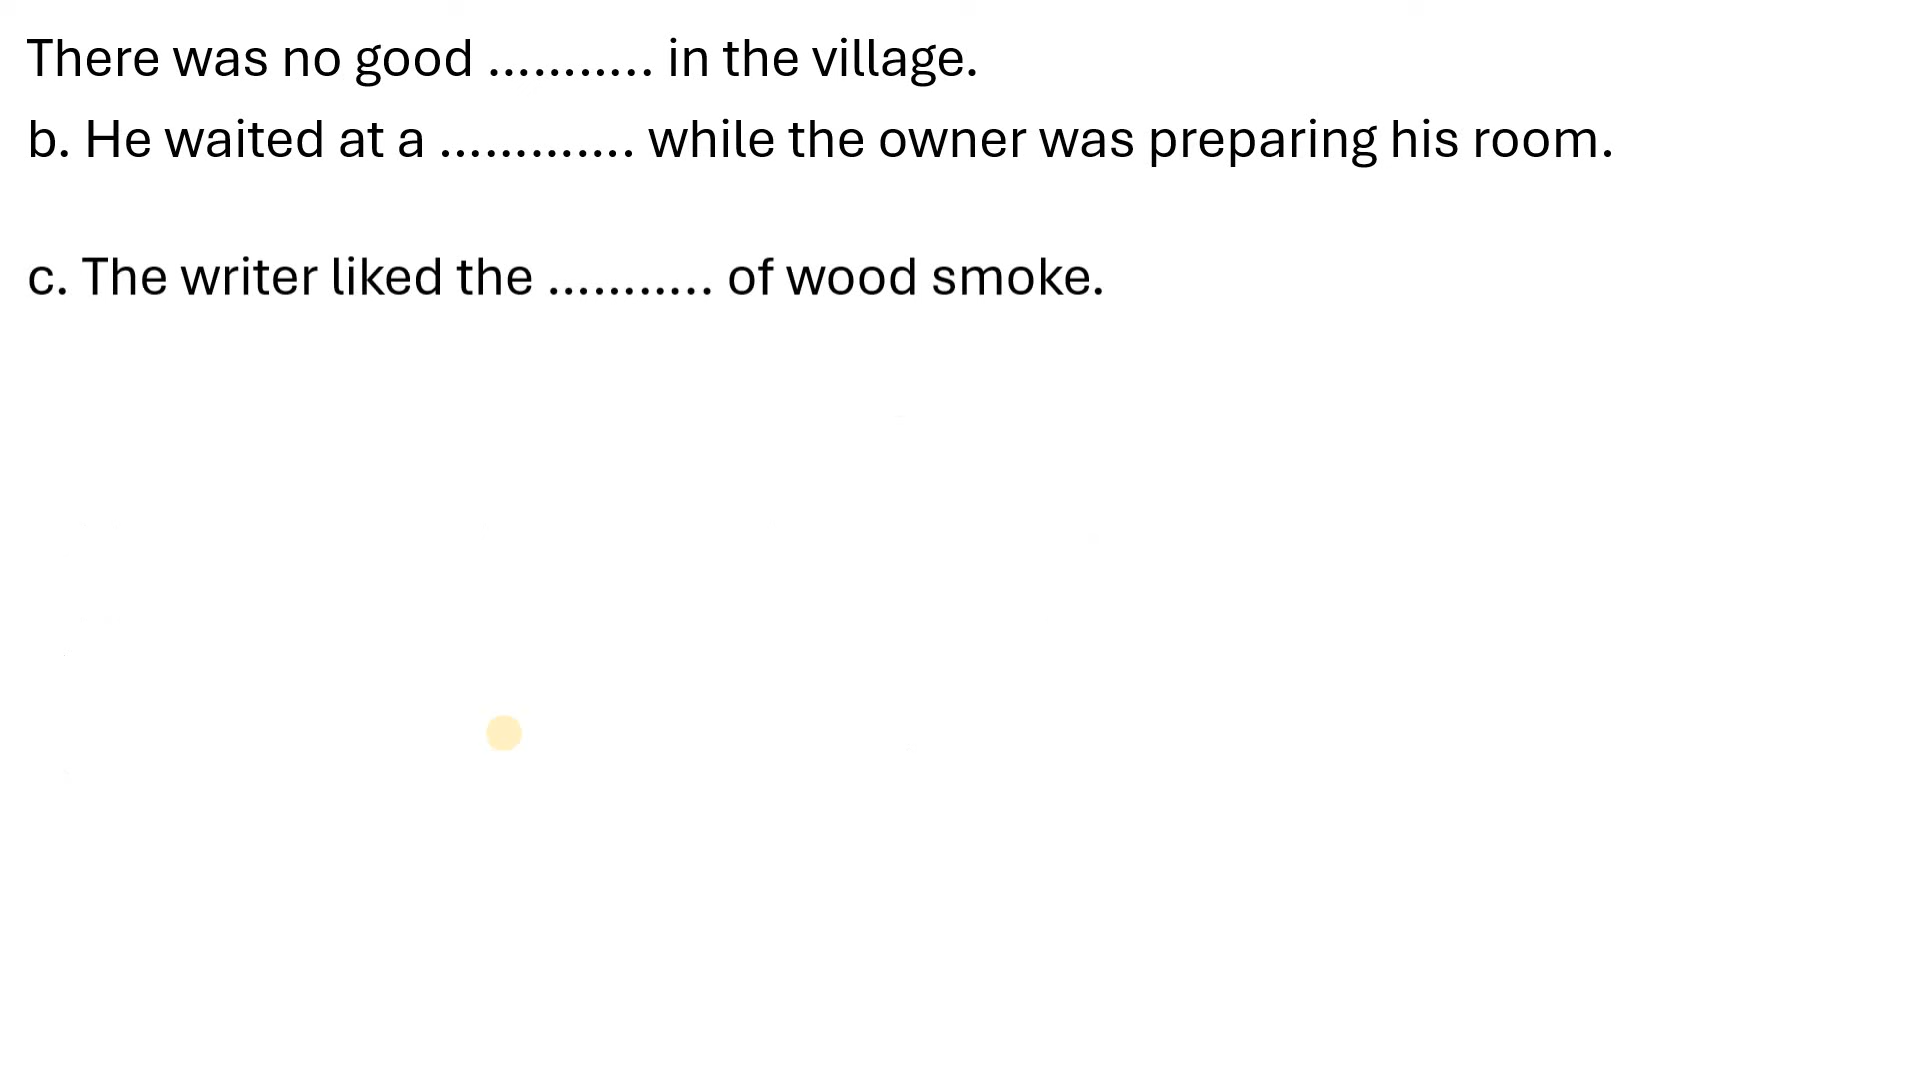 There was no good ........... in the village.
b. He waited at a ............. while the owner was preparing his room.
c. The writer liked the ........... of wood smoke.